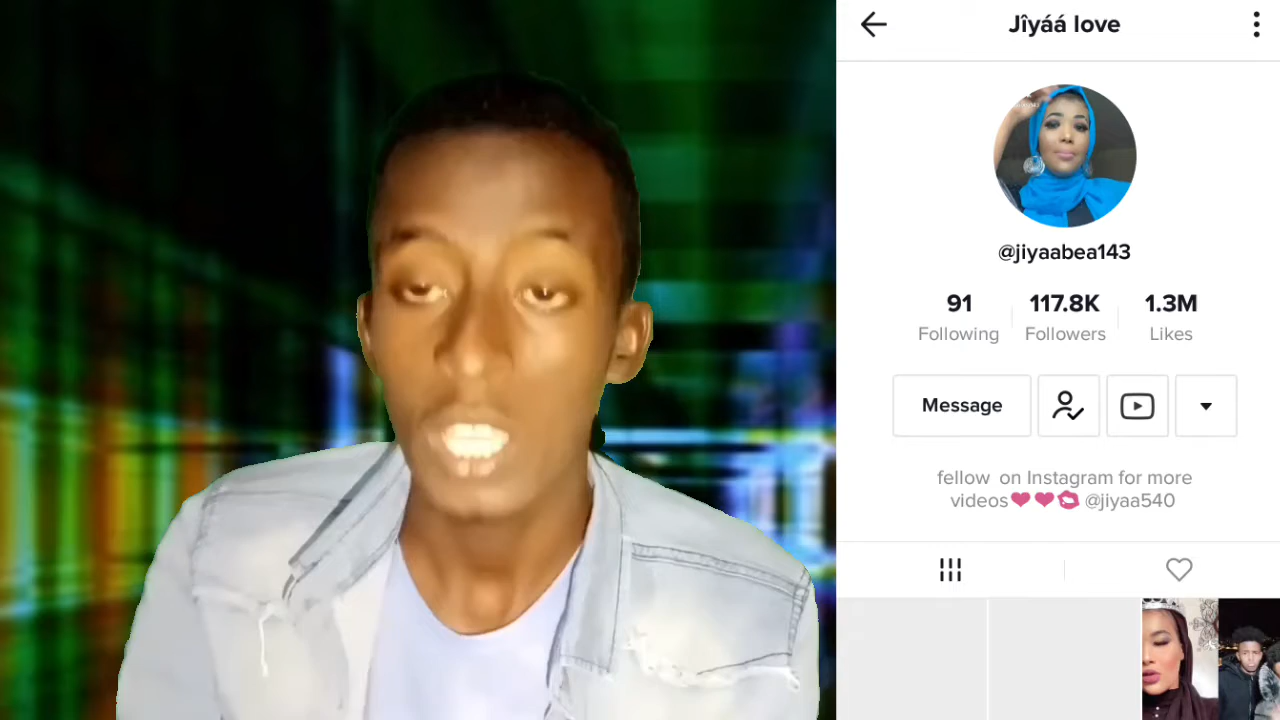 Jîyáá love
@jiyaabea143
91
117.8K
1.3M
Following
Followers
Likes
Message
fellow on Instagram for more
videos❤❤💋 @jiyaa540